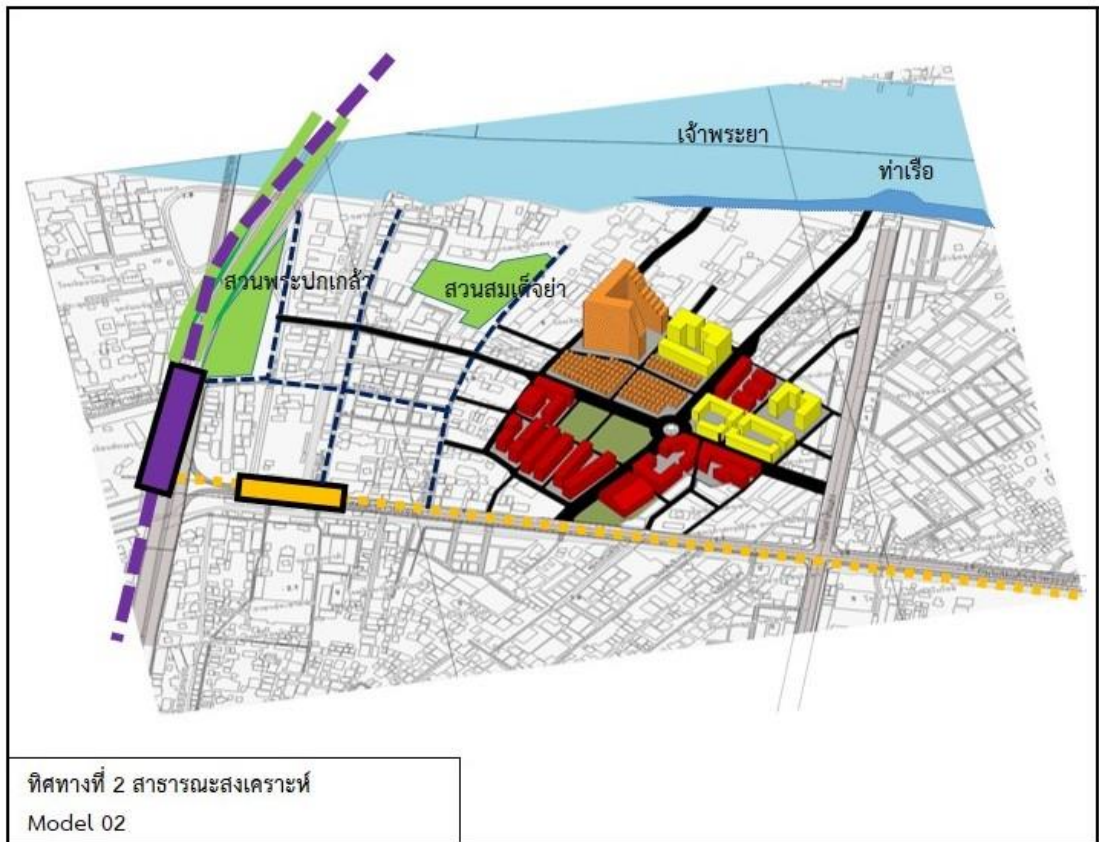 เจ้าพระยา
ท่าเรือ
สวนพระปกเกล้า
สวนสมเด็จย่า
ทิศทางที่ 2 สาธารณะสงเคราะห์
Model 02